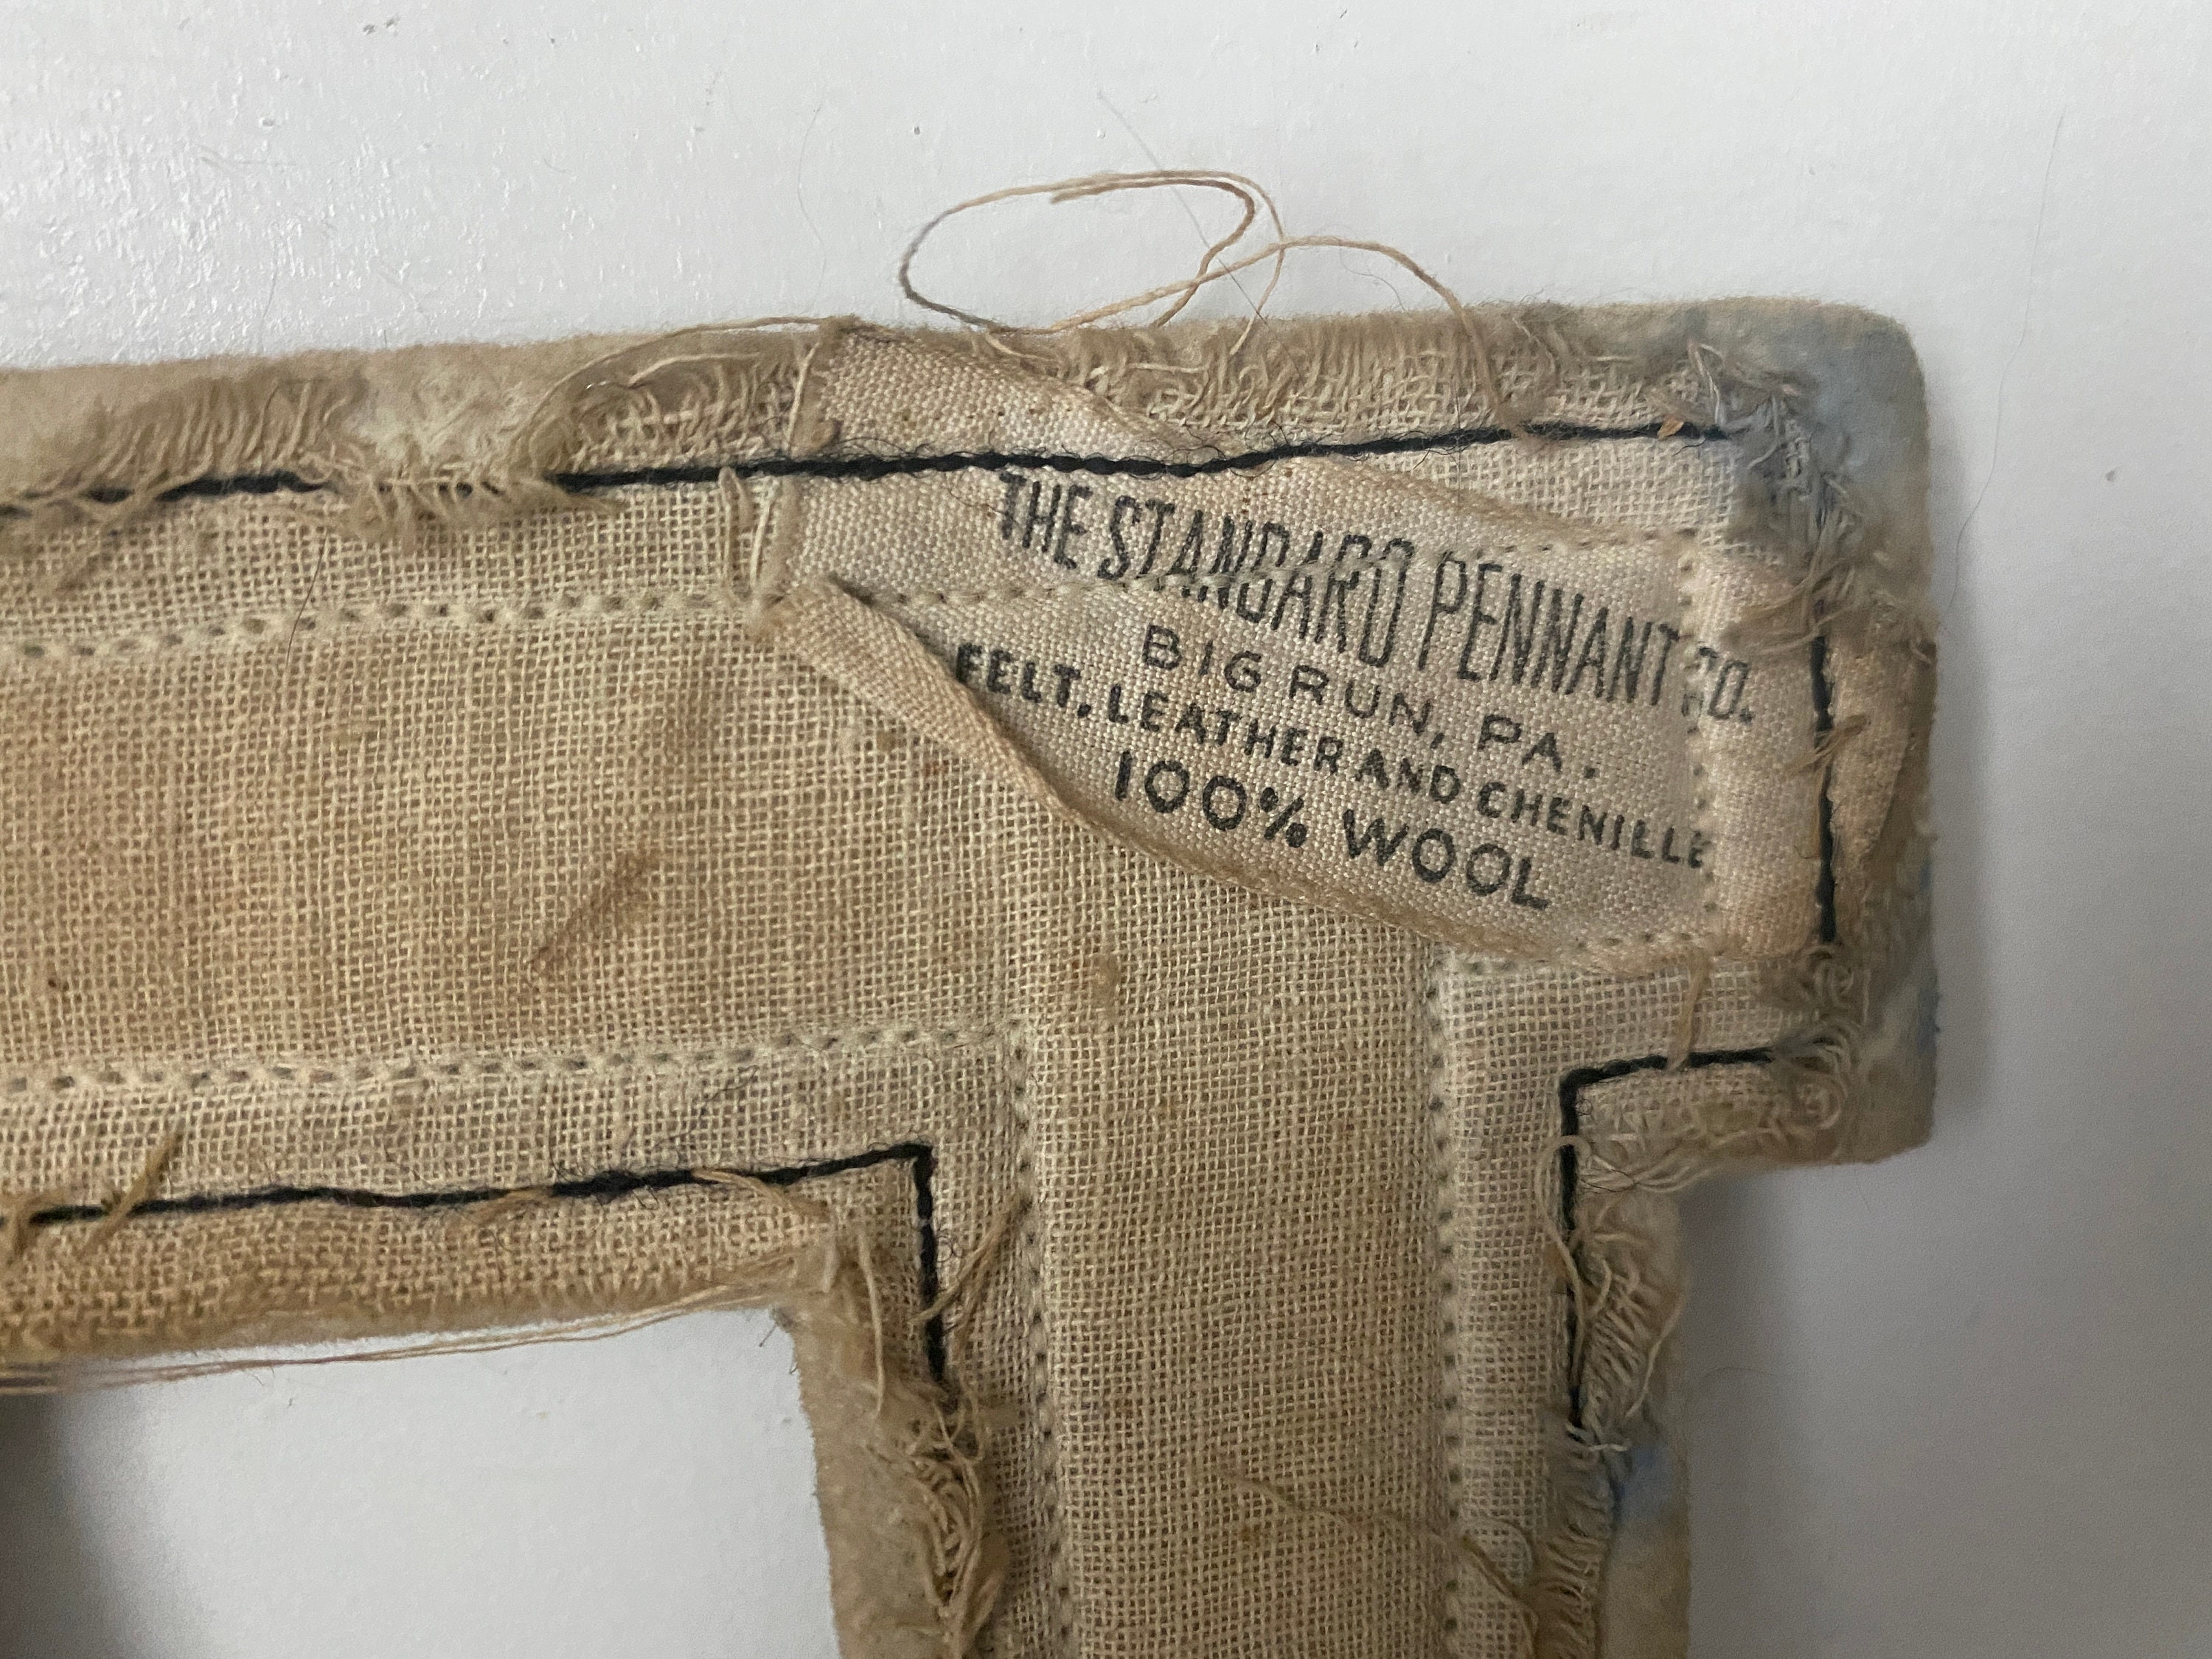 THE STANDARD PENNANT CO.
BIG RUN, PA.
FELT, LEATHER AND CHENILLE
100% WOOL